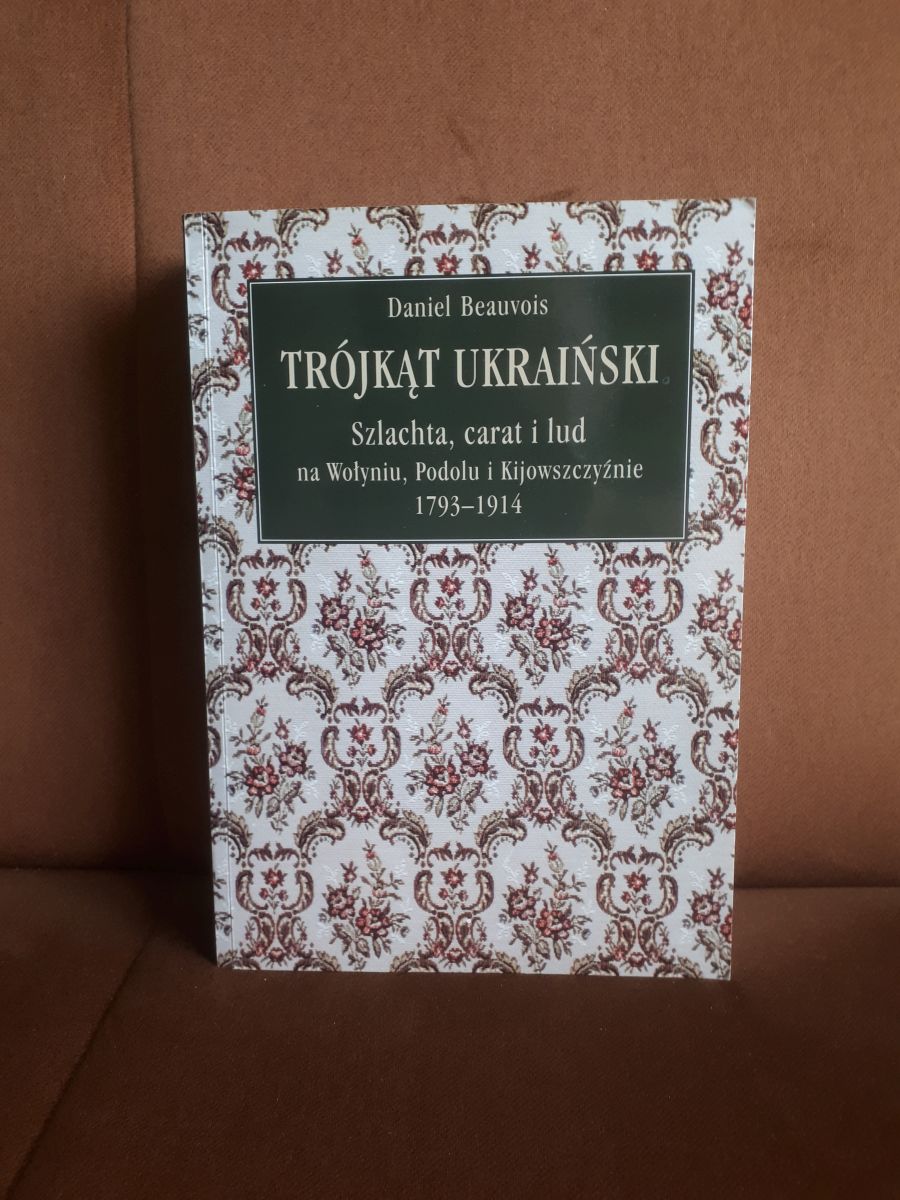 Daniel Beauvois
TRÓJKĄT UKRAIŃSKI
Szlachta, carat i lud
na Wołyniu, Podolu i Kijowszczyźnie
1793–1914